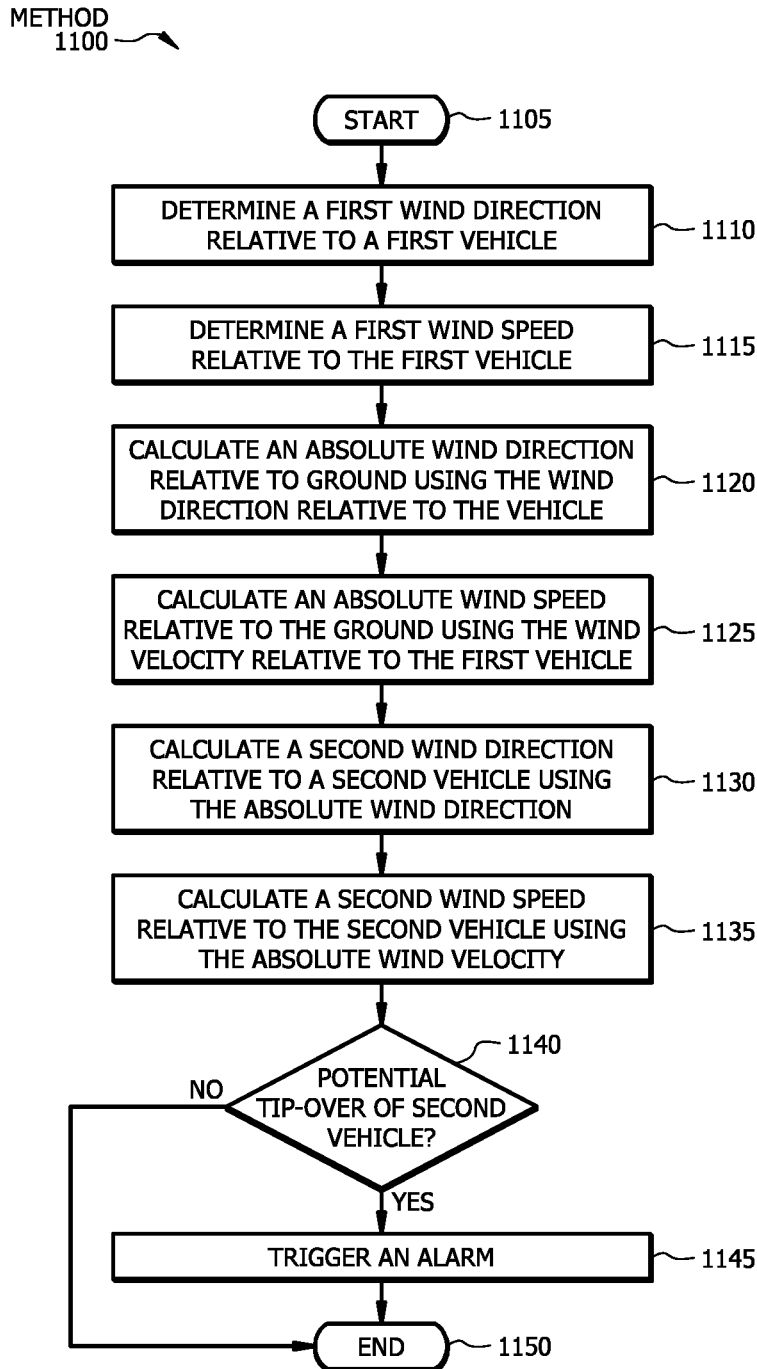 METHOD
1100
START
1105
DETERMINE A FIRST WIND DIRECTION
RELATIVE TO A FIRST VEHICLE
1110
DETERMINE A FIRST WIND SPEED
RELATIVE TO THE FIRST VEHICLE
1115
CALCULATE AN ABSOLUTE WIND DIRECTION
RELATIVE TO GROUND USING THE WIND
DIRECTION RELATIVE TO THE VEHICLE
1120
CALCULATE AN ABSOLUTE WIND SPEED
RELATIVE TO THE GROUND USING THE WIND
VELOCITY RELATIVE TO THE FIRST VEHICLE
1125
CALCULATE A SECOND WIND DIRECTION
RELATIVE TO A SECOND VEHICLE USING
THE ABSOLUTE WIND DIRECTION
1130
CALCULATE A SECOND WIND SPEED
RELATIVE TO THE SECOND VEHICLE USING
THE ABSOLUTE WIND VELOCITY
1135
1140
NO
POTENTIAL
TIP-OVER OF SECOND
VEHICLE?
YES
TRIGGER AN ALARM
1145
END
1150